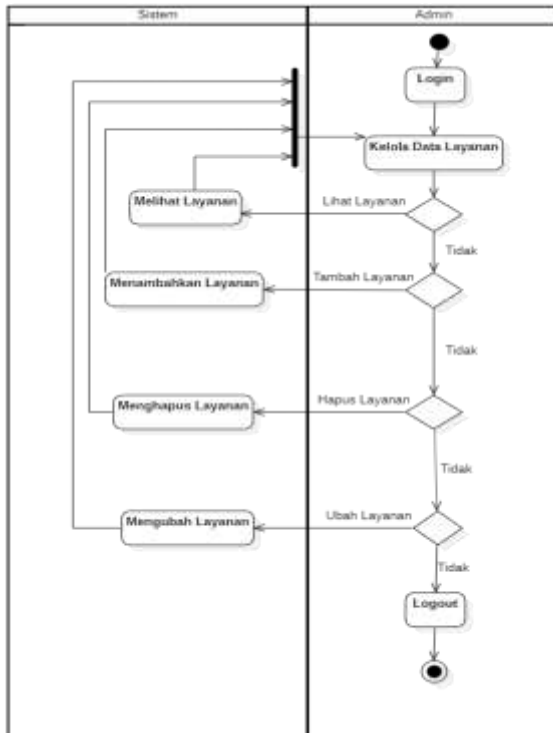 Sistem
Admin
Login
Kelola Data Layanan
Melihat Layanan
Lihat Layanan
Tidak
Menambahkan Layanan
Tambah Layanan
Tidak
Menghapus Layanan
Hapus Layanan
Tidak
Mengubah Layanan
Ubah Layanan
Tidak
Logout